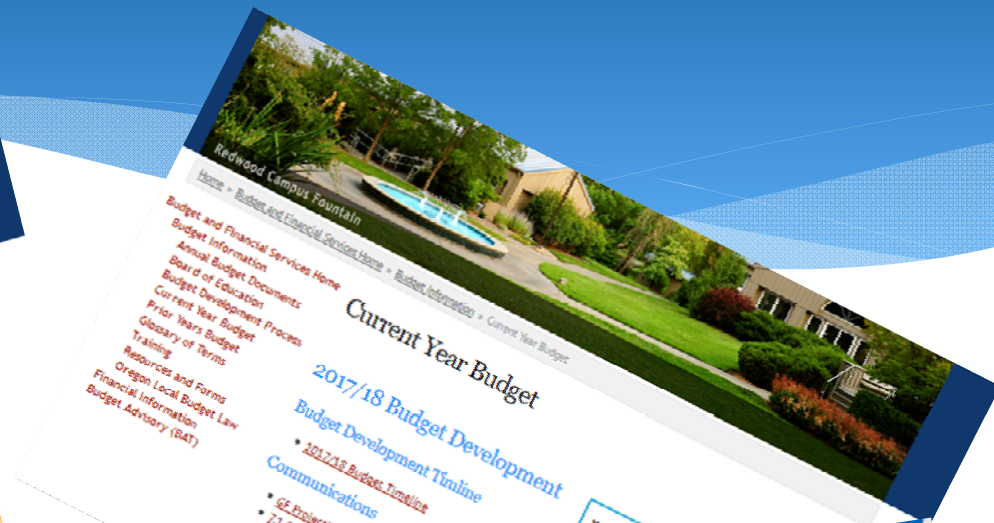 Redwood Campus Fountain
Home » Budget and Financial Services Home » Budget Information » Current Year Budget
Budget and Financial Services Home
Budget Information
Annual Budget Documents
Board of Education
Budget Development Process
Current Year Budget
Prior Years Budget
Glossary of Terms
Training
Resources and Forms
Oregon Local Budget Law
Financial Information
Budget Advisory (BAT)
Current Year Budget
2017/18 Budget Development
Budget Development Timline
• 2017/18 Budget Timeline
Communications